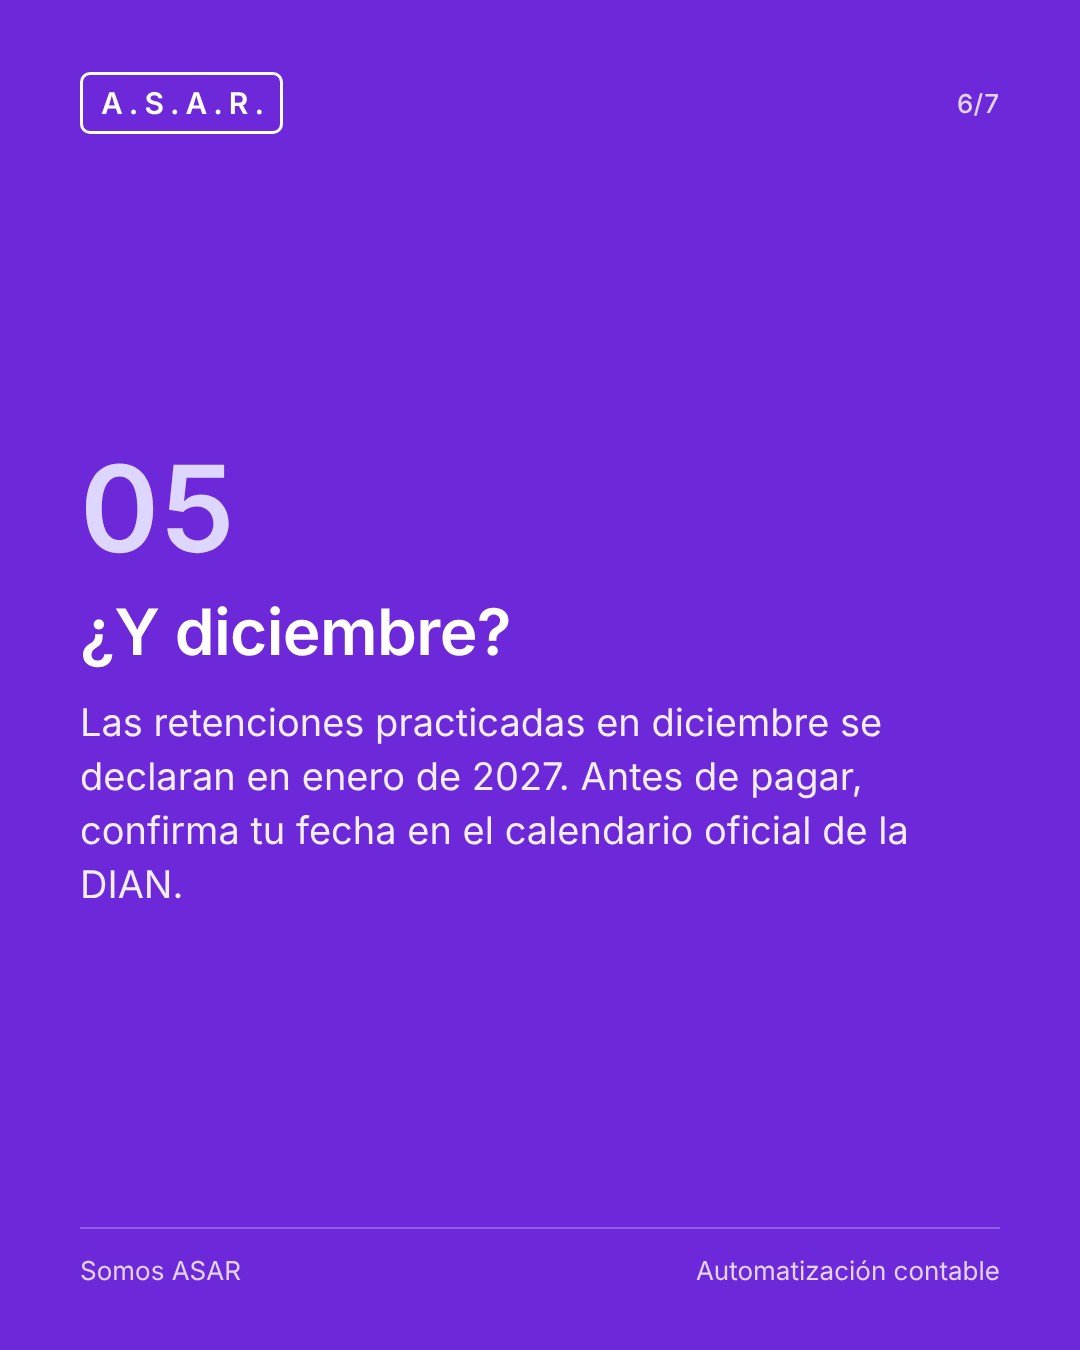 A.S.A.R.
6/7
05
¿Y diciembre?
Las retenciones practicadas en diciembre se
declaran en enero de 2027. Antes de pagar,
confirma tu fecha en el calendario oficial de la
DIAN.
Somos ASAR
Automatización contable